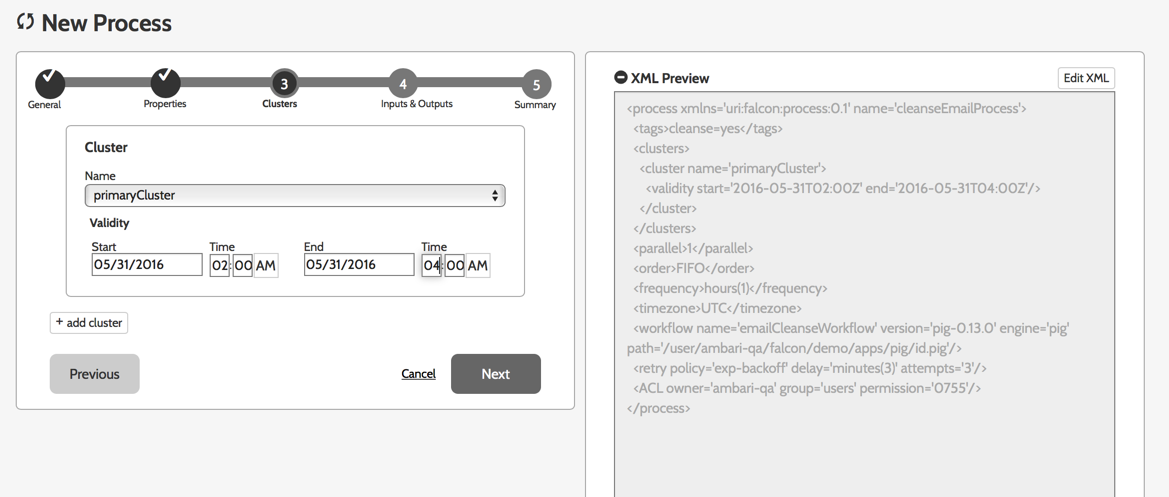 New Process
3
4
5
General
Properties
Clusters
Inputs & Outputs
Summary
Cluster
Name
primaryCluster
Validity
Start
Time
End
Time
05/31/2016
02:00 AM
05/31/2016
04:00 AM
+ add cluster
Previous
Cancel
Next
XML Preview
Edit XML
<process xmlns='uri:falcon:process:0.1' name='cleanseEmailProcess'>
<tags>cleanse=yes</tags>
<clusters>
<cluster name='primaryCluster'>
<validity start='2016-05-31T02:00Z' end='2016-05-31T04:00Z'/>
</cluster>
</clusters>
<parallel>1</parallel>
<order>FIFO</order>
<frequency>hours(1)</frequency>
<timezone>UTC</timezone>
<workflow name='emailCleanseWorkflow' version='pig-0.13.0' engine='pig'
path='/user/ambari-qa/falcon/demo/apps/pig/id.pig'/>
<retry policy='exp-backoff' delay='minutes(3)' attempts='3'/>
<ACL owner='ambari-qa' group='users' permission='0755'/>
</process>